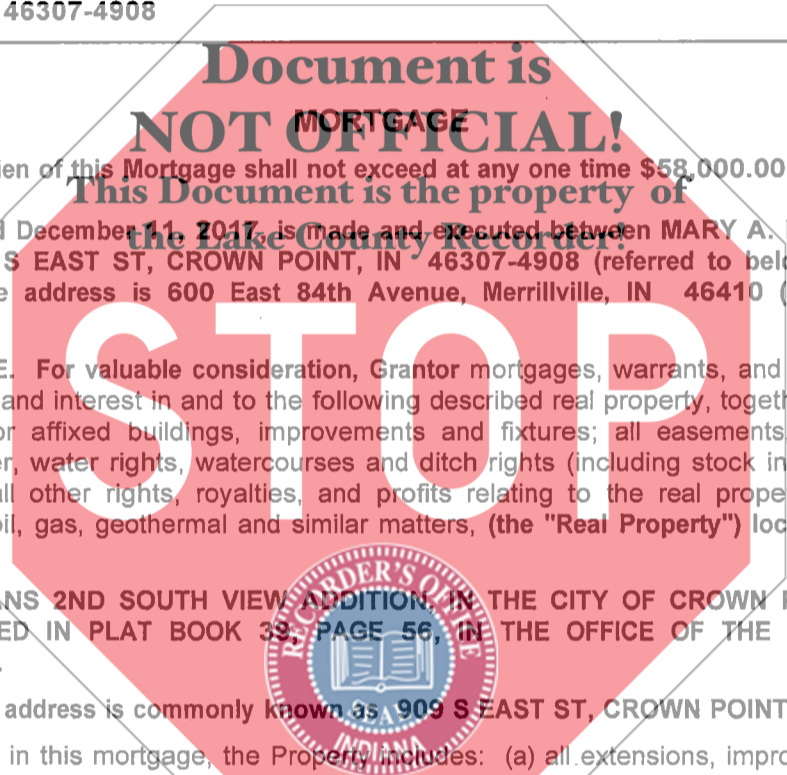 46307-4908
Document is
NOT OFFICIAL!
MORTGAGE
ien of this Mortgage shall not exceed at any one time $58,000.00
This Document is the property of
d December 11, 2017, is made and executed between MARY A.
the Lake County Recorder!
S EAST ST, CROWN POINT, IN 46307-4908 (referred to belo
e address is 600 East 84th Avenue, Merrillville, IN 46410 (
STOP
E. For valuable consideration, Grantor mortgages, warrants, and
and interest in and to the following described real property, togeth
or affixed buildings, improvements and fixtures; all easements,
er, water rights, watercourses and ditch rights (including stock in
all other rights, royalties, and profits relating to the real prope
oil, gas, geothermal and similar matters, (the "Real Property") loc
RECORDER'S OFFICE
ANS 2ND SOUTH VIEW ADDITION, IN THE CITY OF CROWN
ED IN PLAT BOOK 39, PAGE 56, IN THE OFFICE OF THE
address is commonly known as 909 S EAST ST, CROWN POINT
SEAL
INDIANA
in this mortgage, the Property includes: (a) all extensions, impro